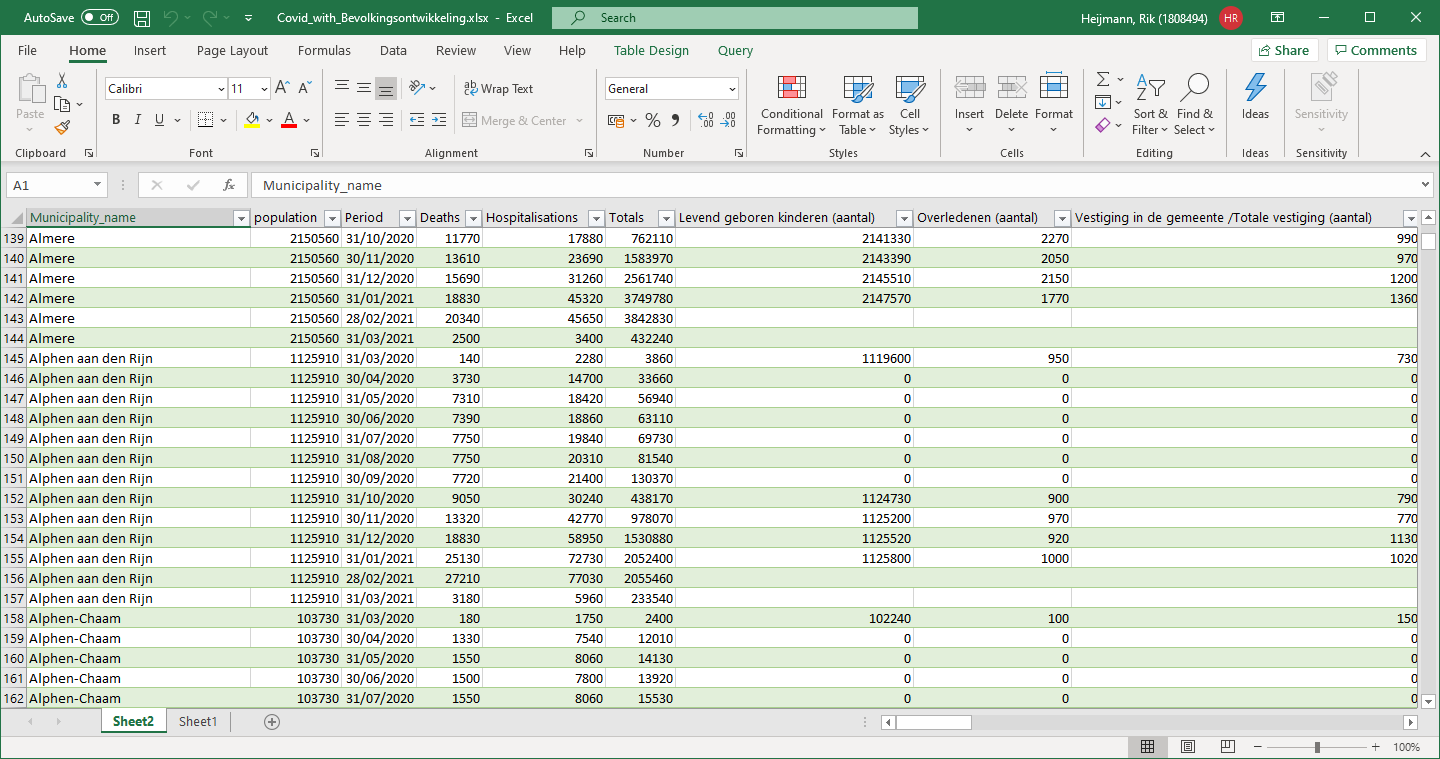 AutoSave Off Covid_with_Bevolkingsontwikkeling.xlsx - Excel Search Heijmann, Rik (1808494) HR
File Home Insert Page Layout Formulas Data Review View Help Table Design Query Share Comments
Paste Calibri 11 A^ Aˇ ab Wrap Text General Conditional Formatting Format as Table Cell Styles Insert Delete Format Sort & Filter Find & Select Ideas Sensitivity
B I U A Merge & Center % ,
Clipboard Font Alignment Number Styles Cells Editing Ideas Sensitivity
A1 fx Municipality_name
Municipality_name population Period Deaths Hospitalisations Totals Levend geboren kinderen (aantal) Overledenen (aantal) Vestiging in de gemeente /Totale vestiging (aantal)
139 Almere 2150560 31/10/2020 11770 17880 762110 2141330 2270 990
140 Almere 2150560 30/11/2020 13610 23690 1583970 2143390 2050 970
141 Almere 2150560 31/12/2020 15690 31260 2561740 2145510 2150 1200
142 Almere 2150560 31/01/2021 18830 45320 3749780 2147570 1770 1360
143 Almere 2150560 28/02/2021 20340 45650 3842830
144 Almere 2150560 31/03/2021 2500 3400 432240
145 Alphen aan den Rijn 1125910 31/03/2020 140 2280 3860 1119600 950 730
146 Alphen aan den Rijn 1125910 30/04/2020 3730 14700 33660 0 0 0
147 Alphen aan den Rijn 1125910 31/05/2020 7310 18420 56940 0 0 0
148 Alphen aan den Rijn 1125910 30/06/2020 7390 18860 63110 0 0 0
149 Alphen aan den Rijn 1125910 31/07/2020 7750 19840 69730 0 0 0
150 Alphen aan den Rijn 1125910 31/08/2020 7750 20310 81540 0 0 0
151 Alphen aan den Rijn 1125910 30/09/2020 7720 21400 130370 0 0 0
152 Alphen aan den Rijn 1125910 31/10/2020 9050 30240 438170 1124730 900 790
153 Alphen aan den Rijn 1125910 30/11/2020 13320 42770 978070 1125200 970 770
154 Alphen aan den Rijn 1125910 31/12/2020 18830 58950 1530880 1125520 920 1130
155 Alphen aan den Rijn 1125910 31/01/2021 25130 72730 2052400 1125800 1000 1020
156 Alphen aan den Rijn 1125910 28/02/2021 27210 77030 2055460
157 Alphen aan den Rijn 1125910 31/03/2021 3180 5960 233540
158 Alphen-Chaam 103730 31/03/2020 180 1750 2400 102240 100 150
159 Alphen-Chaam 103730 30/04/2020 1330 7540 12010 0 0 0
160 Alphen-Chaam 103730 31/05/2020 1550 8060 14130 0 0 0
161 Alphen-Chaam 103730 30/06/2020 1500 7800 13920 0 0 0
162 Alphen-Chaam 103730 31/07/2020 1550 8060 15530 0 0 0
Sheet2 Sheet1
100%